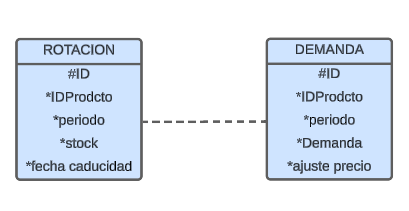 ROTACION
#ID
*IDProdcto
*periodo
*stock
*fecha caducidad
DEMANDA
#ID
*IDProdcto
*periodo
*Demanda
*ajuste precio